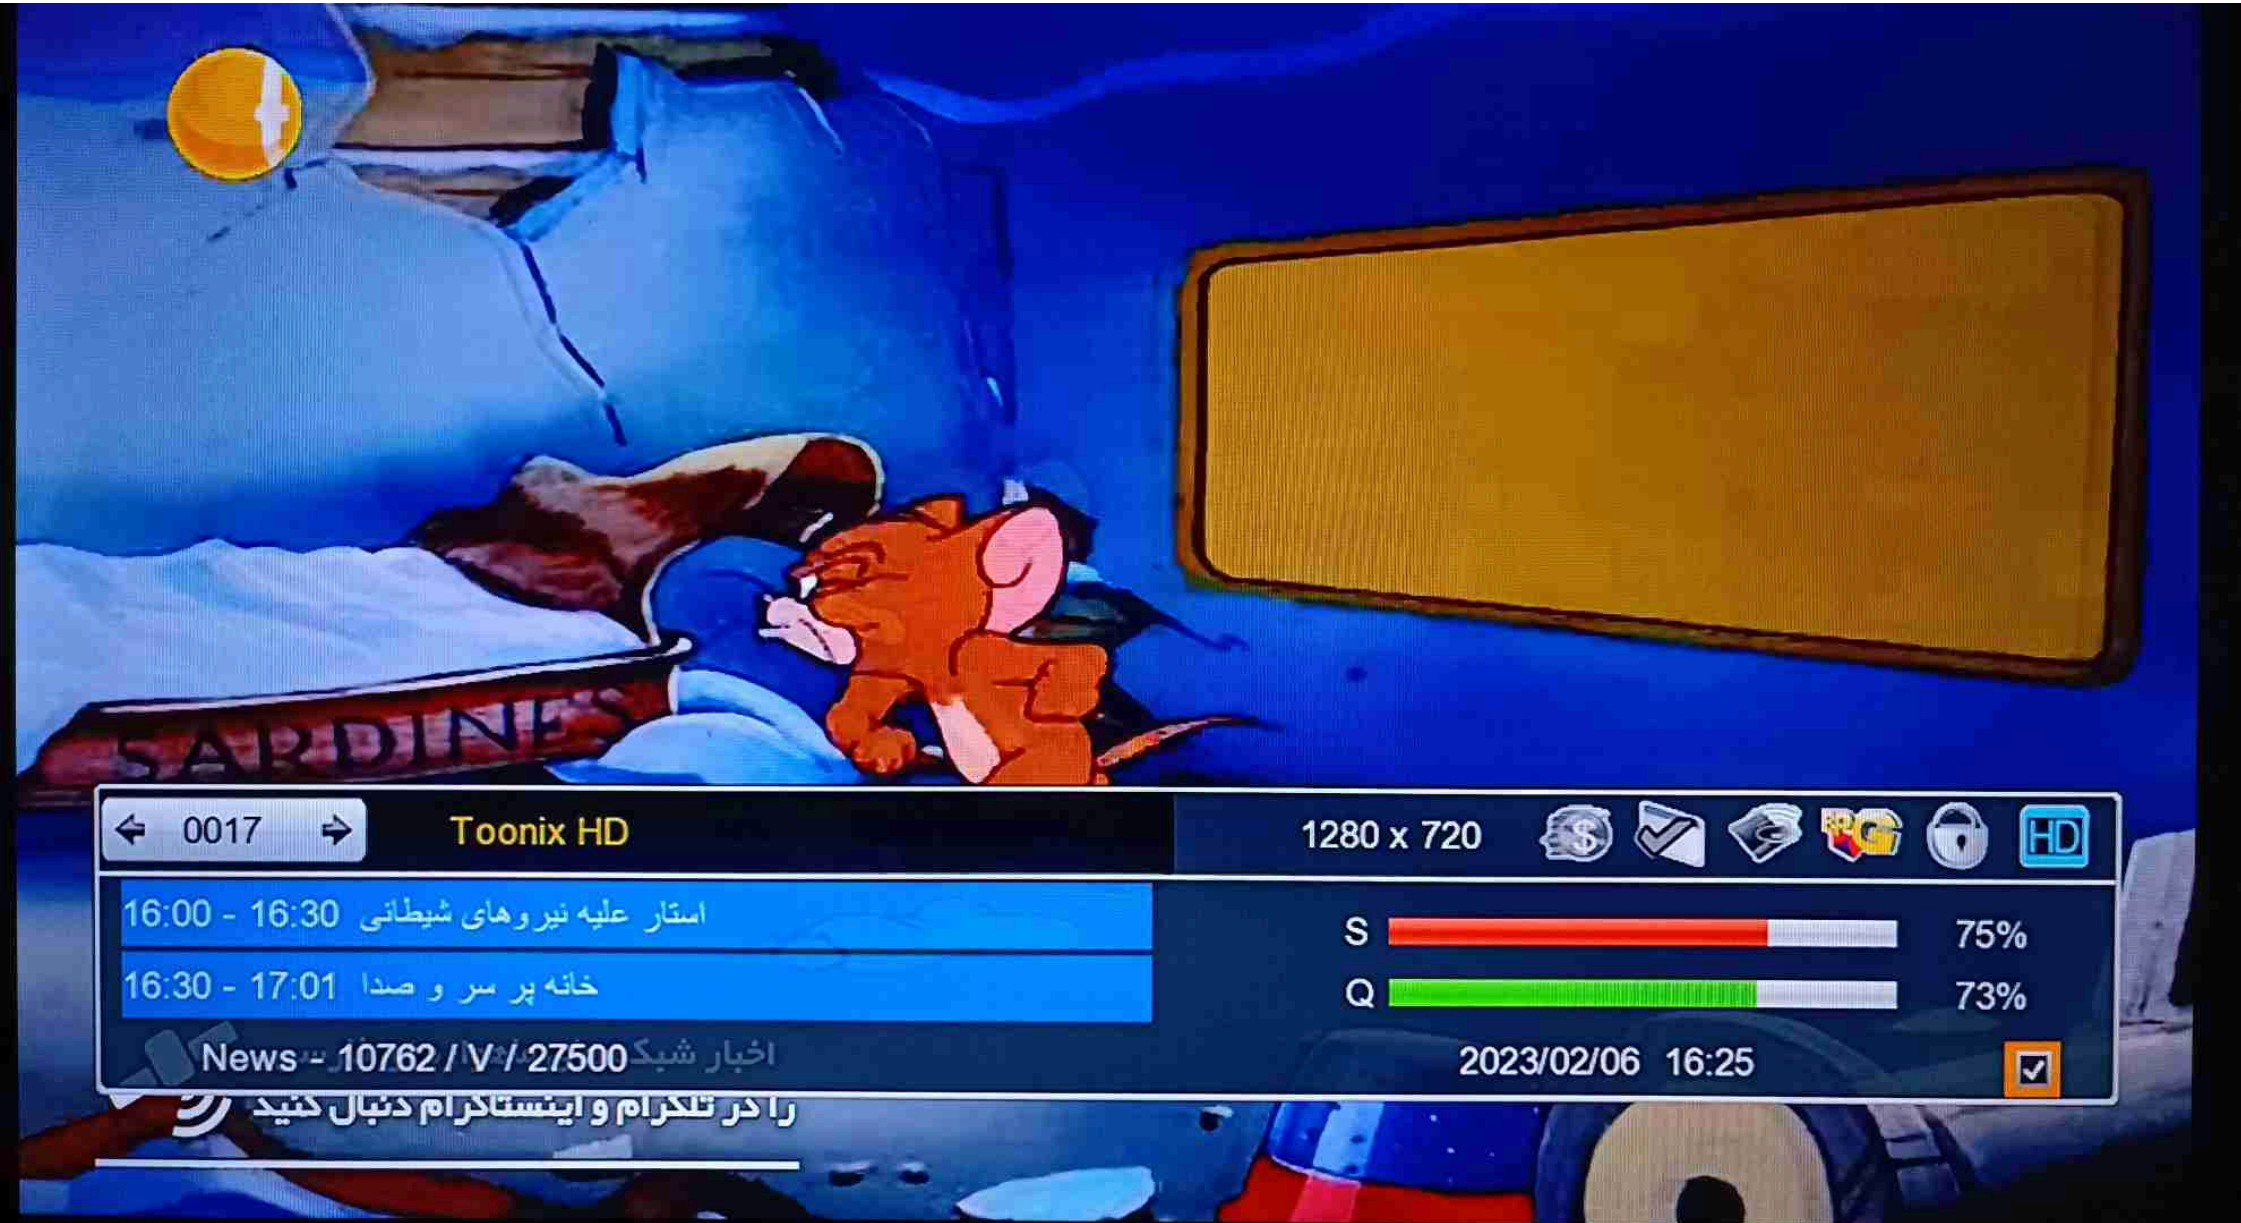 SARDINES
0017 Toonix HD 1280 x 720 HD
16:00 - 16:30 استار علیه نیروهای شیطانی
S 75%
16:30 - 17:01 خانه پر سر و صدا
Q 73%
News - 10762 / V / 27500
اخبار
2023/02/06 16:25
را در تلگرام و اینستاگرام دنبال کنید